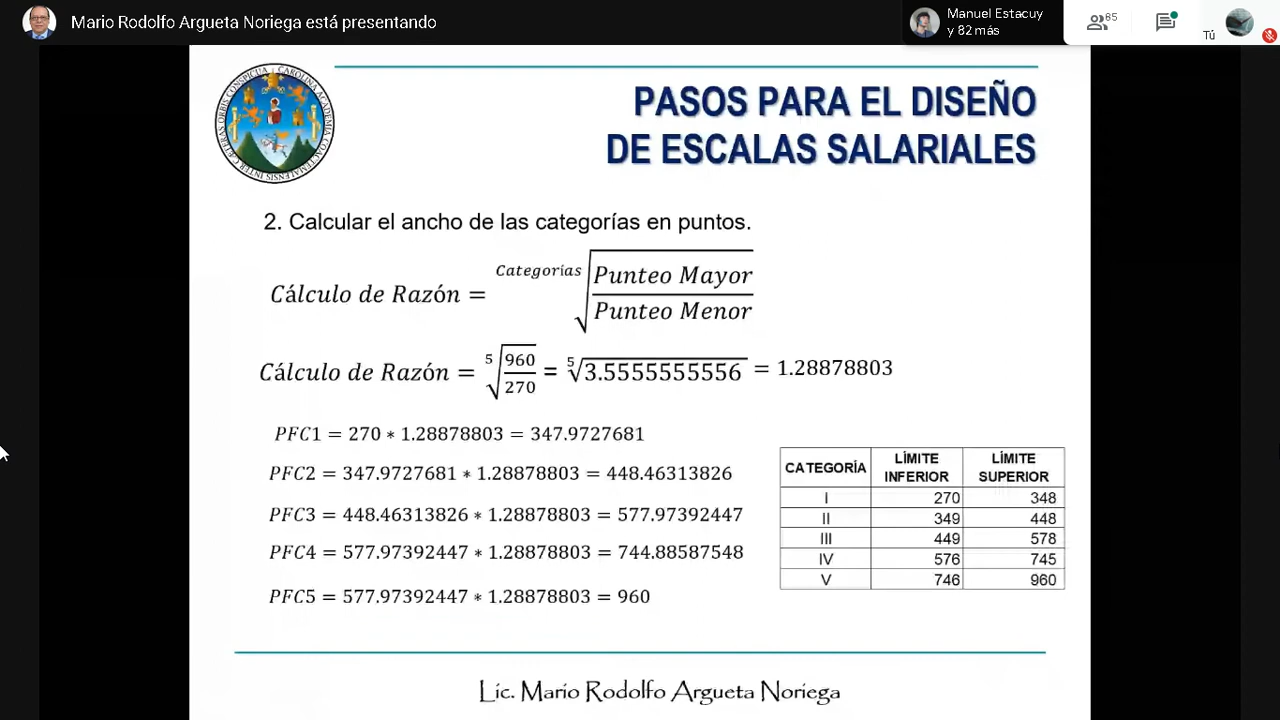 Mario Rodolfo Argueta Noriega está presentando
Manuel Estacuy
y 82 más
85
Tú
PASOS PARA EL DISEÑO
DE ESCALAS SALARIALES
2. Calcular el ancho de las categorías en puntos.
Cálculo de Razón = Categorías√(Punteo Mayor / Punteo Menor)
Cálculo de Razón = 5√(960/270) = 5√3.5555555556 = 1.28878803
PFC1 = 270 * 1.28878803 = 347.9727681
PFC2 = 347.9727681 * 1.28878803 = 448.46313826
PFC3 = 448.46313826 * 1.28878803 = 577.97392447
PFC4 = 577.97392447 * 1.28878803 = 744.88587548
PFC5 = 577.97392447 * 1.28878803 = 960
CATEGORÍA LÍMITE INFERIOR LÍMITE SUPERIOR
I 270 348
II 349 448
III 449 578
IV 576 745
V 746 960
Lic. Mario Rodolfo Argueta Noriega